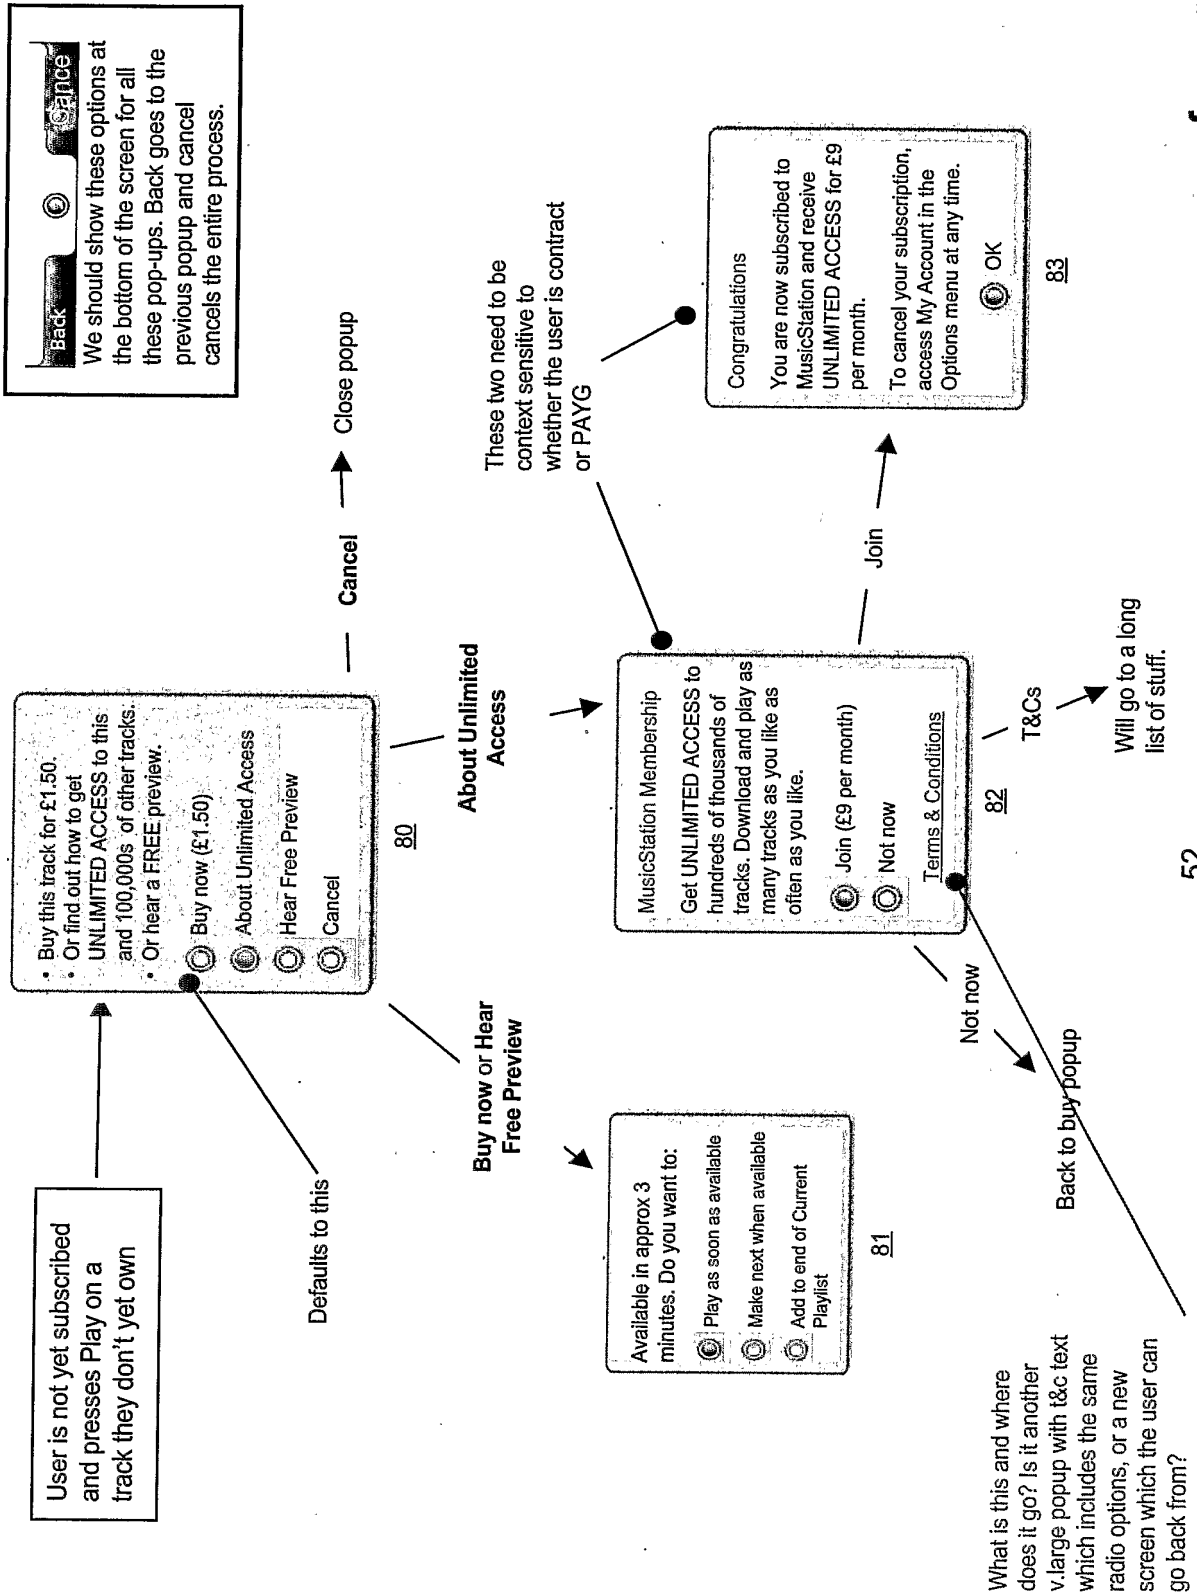 User is not yet subscribed
and presses Play on a
track they don't yet own
• Buy this track for £1.50.
• Or find out how to get
UNLIMITED ACCESS to this
and 100,000s of other tracks.
• Or hear a FREE preview.
Buy now (£1.50)
About Unlimited Access
Hear Free Preview
Cancel
80
Back
Cance
We should show these options at
the bottom of the screen for all
these pop-ups. Back goes to the
previous popup and cancel
cancels the entire process.
Defaults to this
Cancel
Close popup
Buy now or Hear
Free Preview
About Unlimited
Access
These two need to be
context sensitive to
whether the user is contract
or PAYG
Available in approx 3
minutes. Do you want to:
Play as soon as available
Make next when available
Add to end of Current
Playlist
81
MusicStation Membership
Get UNLIMITED ACCESS to
hundreds of thousands of
tracks. Download and play as
many tracks as you like as
often as you like.
Join (£9 per month)
Not now
Terms & Conditions
82
Join
Congratulations
You are now subscribed to
MusicStation and receive
UNLIMITED ACCESS for £9
per month.
To cancel your subscription,
access My Account in the
Options menu at any time.
OK
83
Not now
Back to buy popup
T&Cs
Will go to a long
list of stuff.
What is this and where
does it go? Is it another
v.large popup with t&c text
which includes the same
radio options, or a new
screen which the user can
go back from?